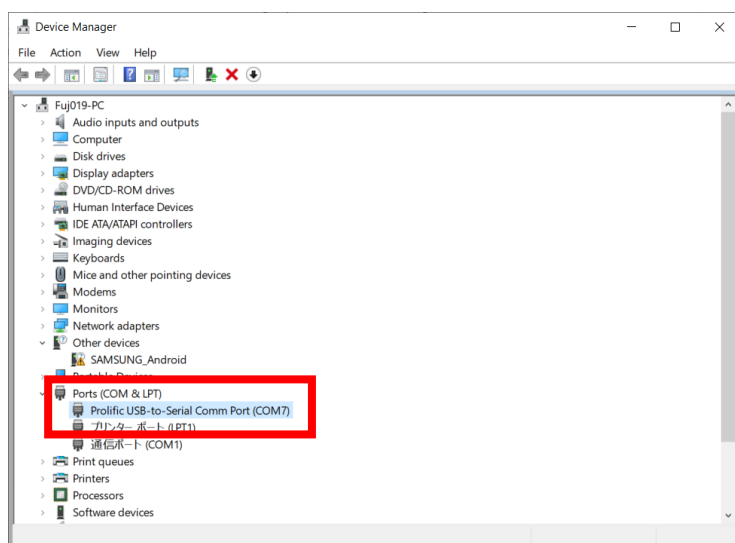 Device Manager
File Action View Help
Fuj019-PC
Audio inputs and outputs
Computer
Disk drives
Display adapters
DVD/CD-ROM drives
Human Interface Devices
IDE ATA/ATAPI controllers
Imaging devices
Keyboards
Mice and other pointing devices
Modems
Monitors
Network adapters
Other devices
SAMSUNG_Android
Portable Devices
Ports (COM & LPT)
Prolific USB-to-Serial Comm Port (COM7)
プリンター ポート (LPT1)
通信ポート (COM1)
Print queues
Printers
Processors
Software devices